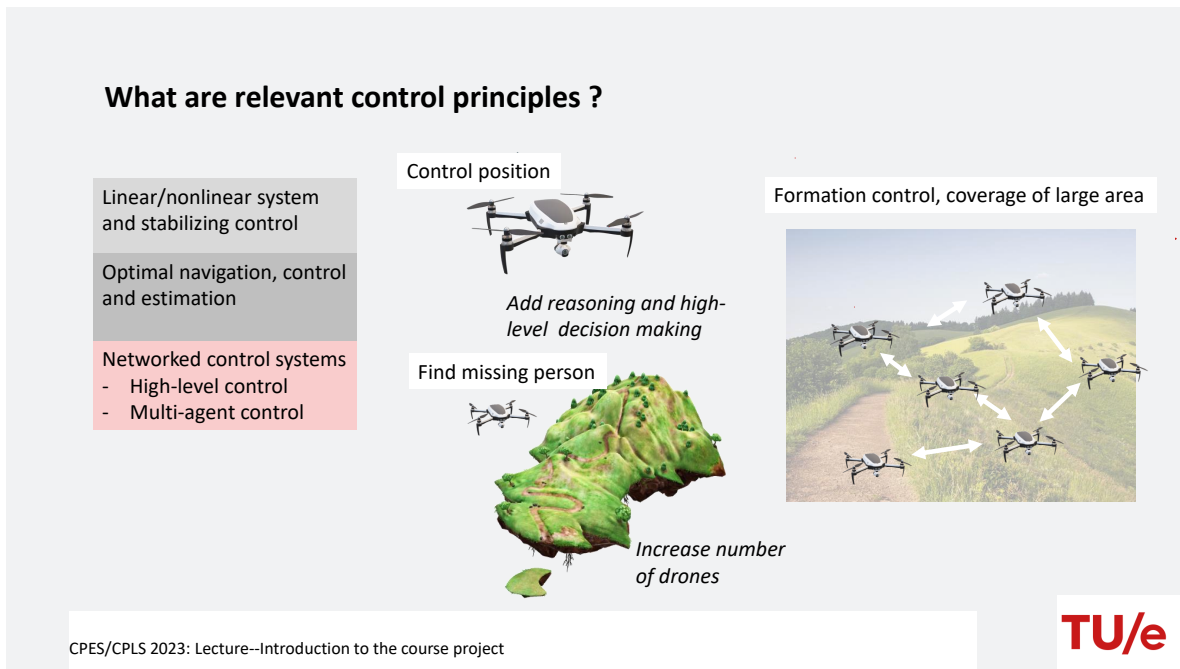 What are relevant control principles ?
Linear/nonlinear system
and stabilizing control
Optimal navigation, control
and estimation
Networked control systems
- High-level control
- Multi-agent control
Control position
Add reasoning and high-
level decision making
Find missing person
Increase number
of drones
Formation control, coverage of large area
CPES/CPLS 2023: Lecture--Introduction to the course project
TU/e